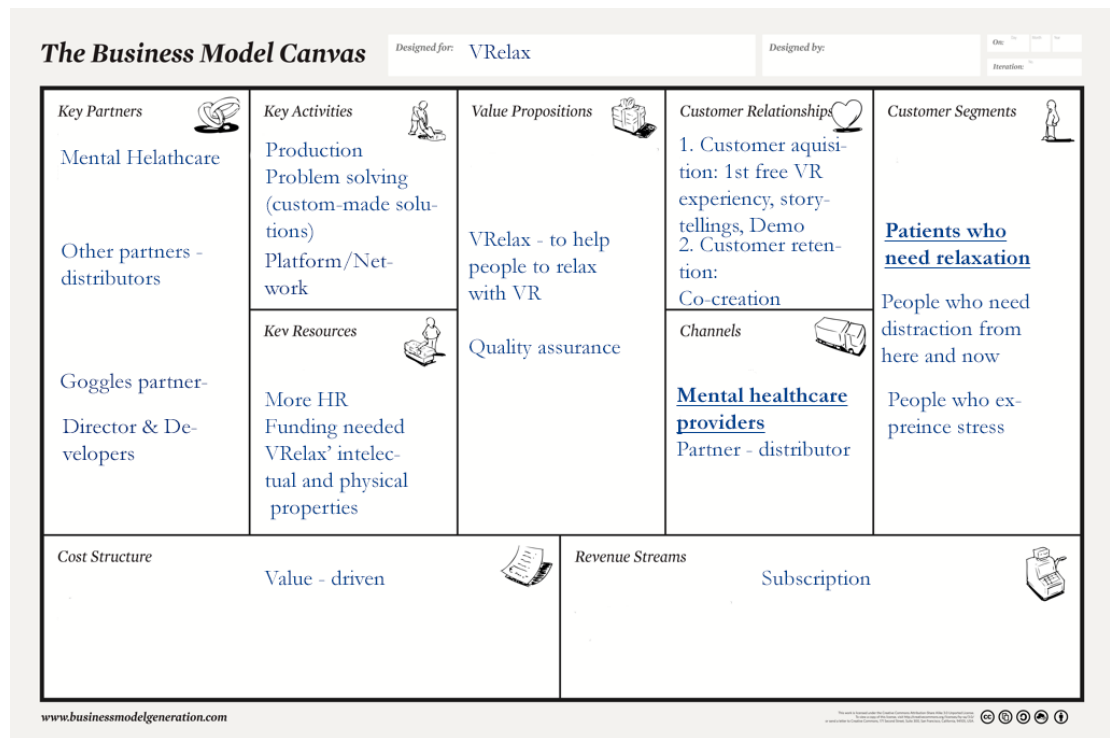 The Business Model Canvas
Designed for:
VRelax
Designed by:
On:
Iteration:
Key Partners
Mental Helathcare
Other partners -
distributors
Goggles partner-
Director & De-
velopers
Key Activities
Production
Problem solving
(custom-made solu-
tions)
Platform/Net-
work
Key Resources
More HR
Funding needed
VRelax’ intelec-
tual and physical
properties
Value Propositions
VRelax - to help
people to relax
with VR
Quality assurance
Customer Relationships
1. Customer aquisi-
tion: 1st free VR
experiency, story-
tellings, Demo
2. Customer reten-
tion:
Co-creation
Channels
Mental healthcare
providers
Partner - distributor
Customer Segments
Patients who
need relaxation
People who need
distraction from
here and now
People who ex-
preince stress
Cost Structure
Value - driven
Revenue Streams
Subscription
www.businessmodelgeneration.com